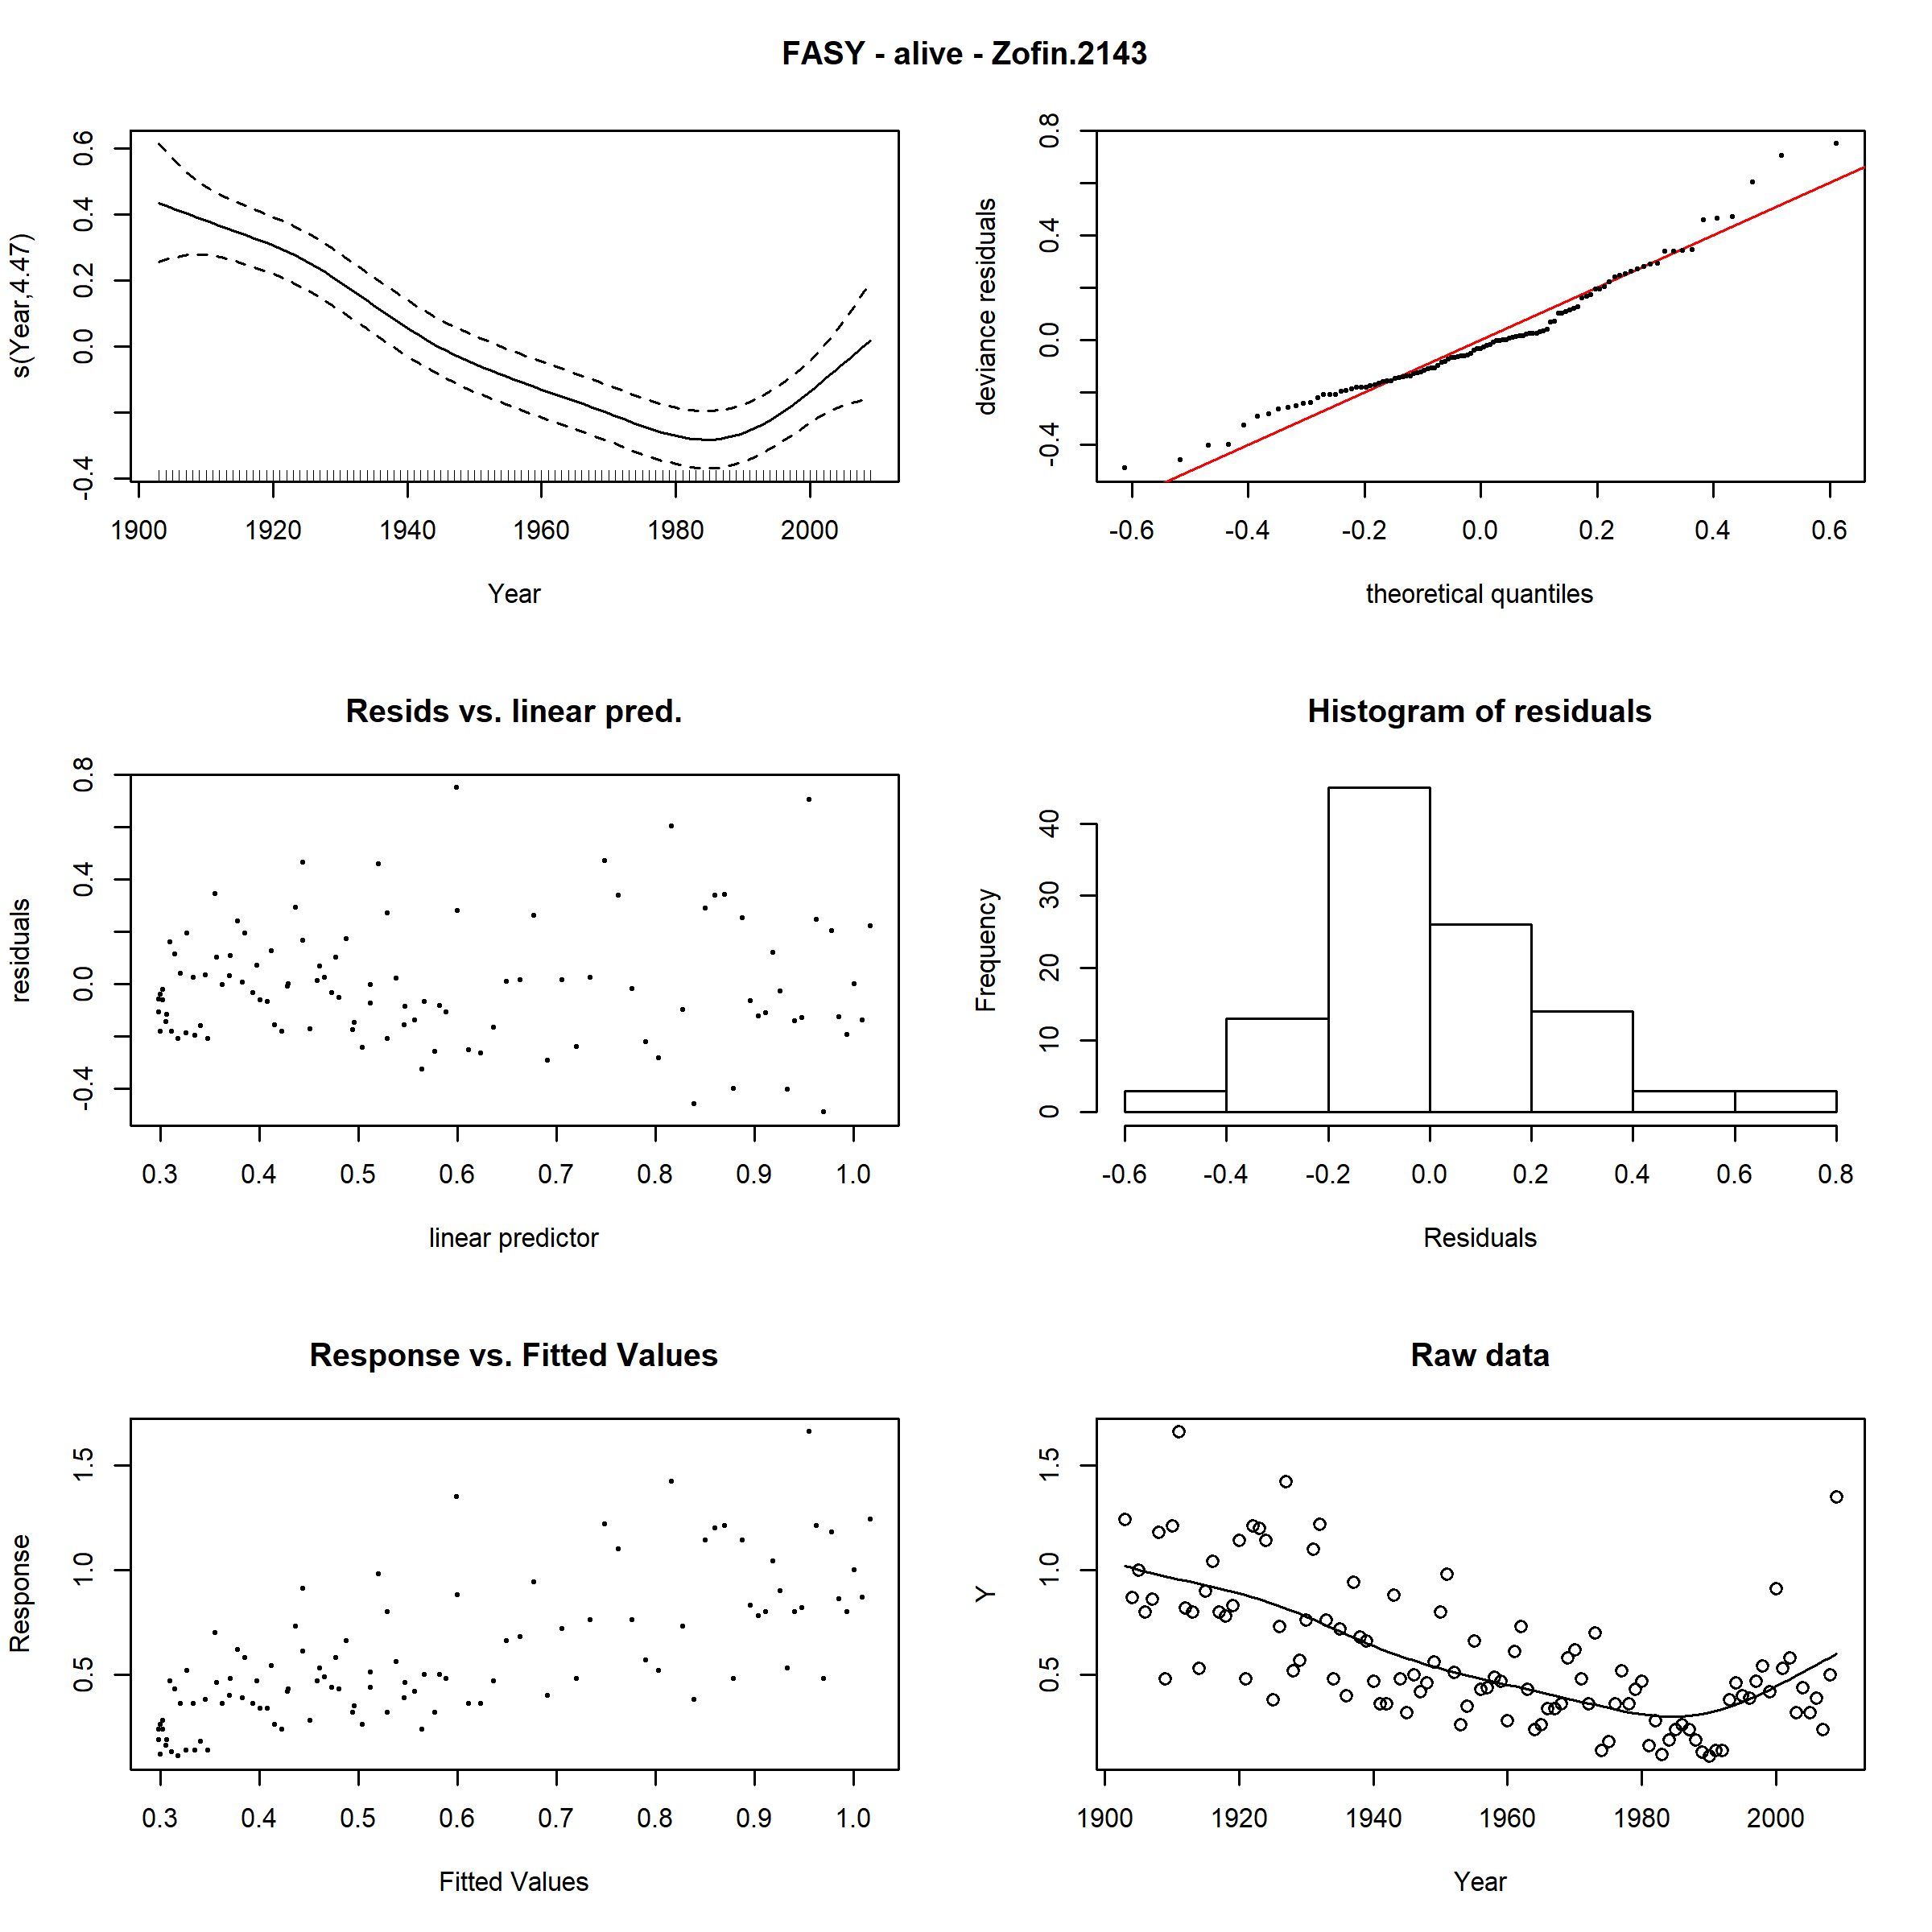 FASY - alive - Zofin.2143
s(Year,4.47)
0.6
0.4
0.2
0.0
-0.4
1900 1920 1940 1960 1980 2000
Year
deviance residuals
0.8
0.4
0.0
-0.4
-0.6 -0.4 -0.2 0.0 0.2 0.4 0.6
theoretical quantiles
Resids vs. linear pred.
residuals
0.8
0.4
0.0
-0.4
0.3 0.4 0.5 0.6 0.7 0.8 0.9 1.0
linear predictor
Histogram of residuals
Frequency
40
30
20
10
0
-0.6 -0.4 -0.2 0.0 0.2 0.4 0.6 0.8
Residuals
Response vs. Fitted Values
Response
1.5
1.0
0.5
0.3 0.4 0.5 0.6 0.7 0.8 0.9 1.0
Fitted Values
Raw data
Y
1.5
1.0
0.5
1900 1920 1940 1960 1980 2000
Year